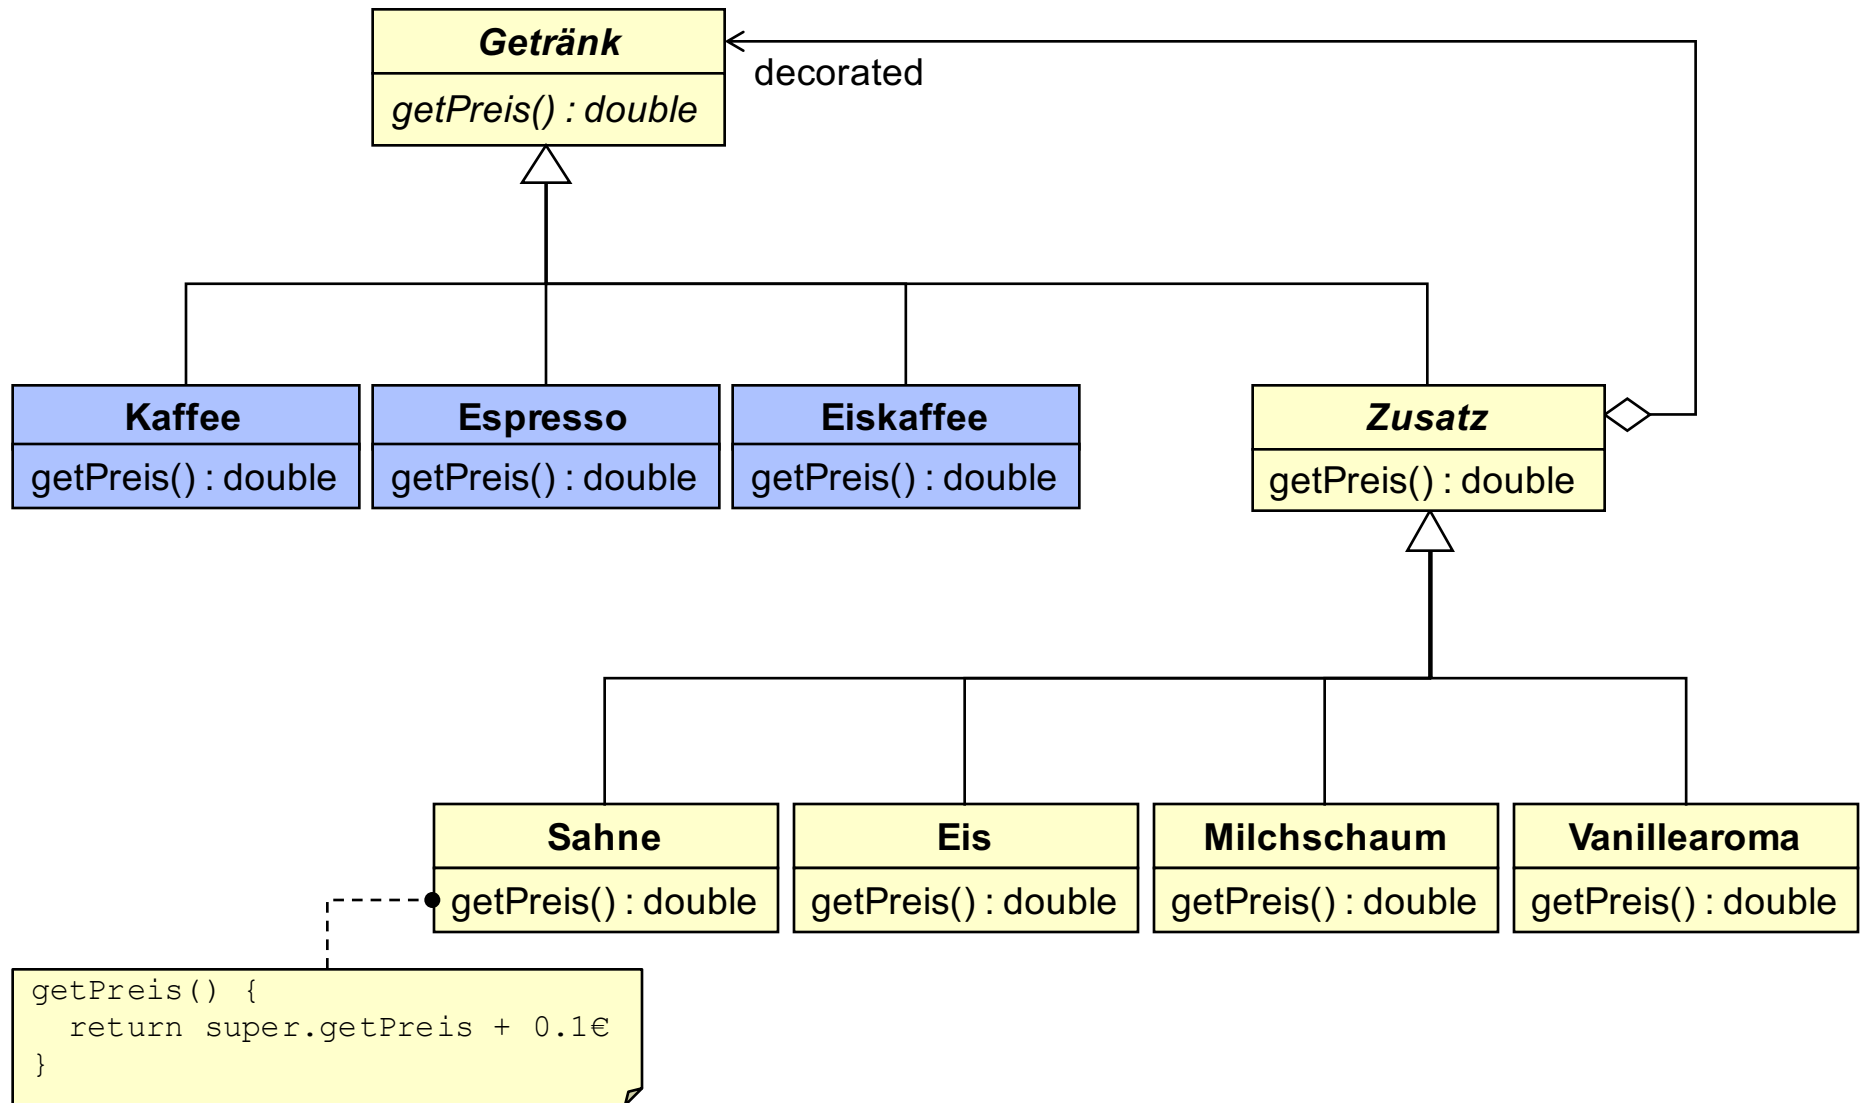 Getränk
getPreis() : double
decorated
Kaffee
getPreis() : double
Espresso
getPreis() : double
Eiskaffee
getPreis() : double
Zusatz
getPreis() : double
Sahne
getPreis() : double
Eis
getPreis() : double
Milchschaum
getPreis() : double
Vanillearoma
getPreis() : double
getPreis() {
  return super.getPreis + 0.1€
}